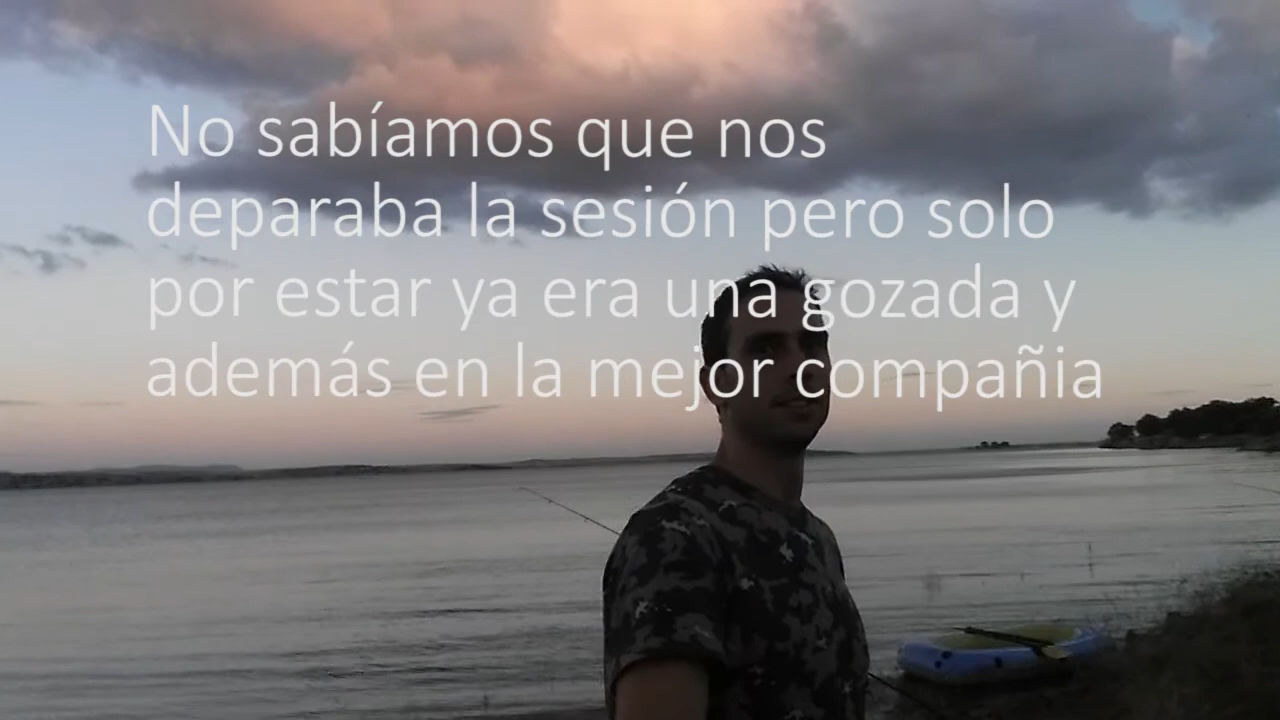 No sabíamos que nos
deparaba la sesión pero solo
por estar ya era una gozada y
además en la mejor compañia